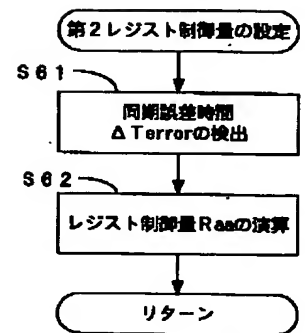 第2レジスト制御量の設定
S61
同期誤差時間
ΔTerrorの検出
S62
レジスト制御量Raaの演算
リターン